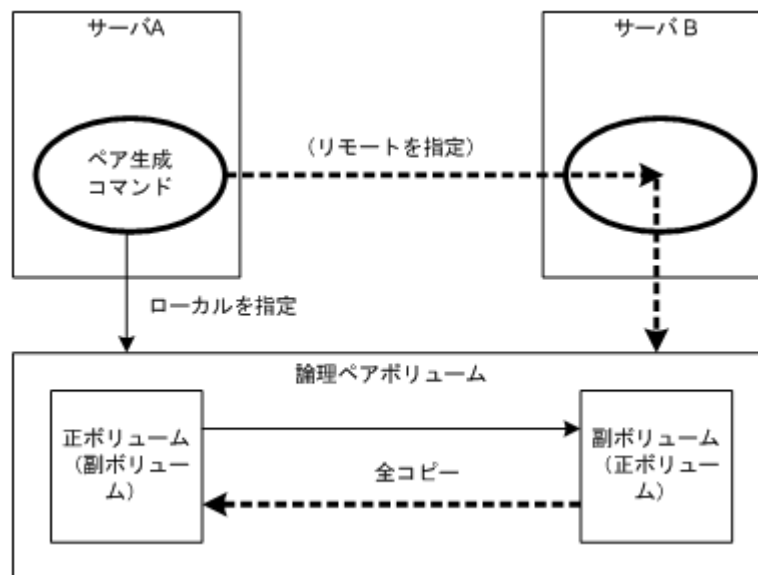 サーバA
サーバB
ペア生成
コマンド
（リモートを指定）
ローカルを指定
論理ペアボリューム
正ボリューム
（副ボリュー
ム）
全コピー
副ボリューム
（正ボリュー
ム）